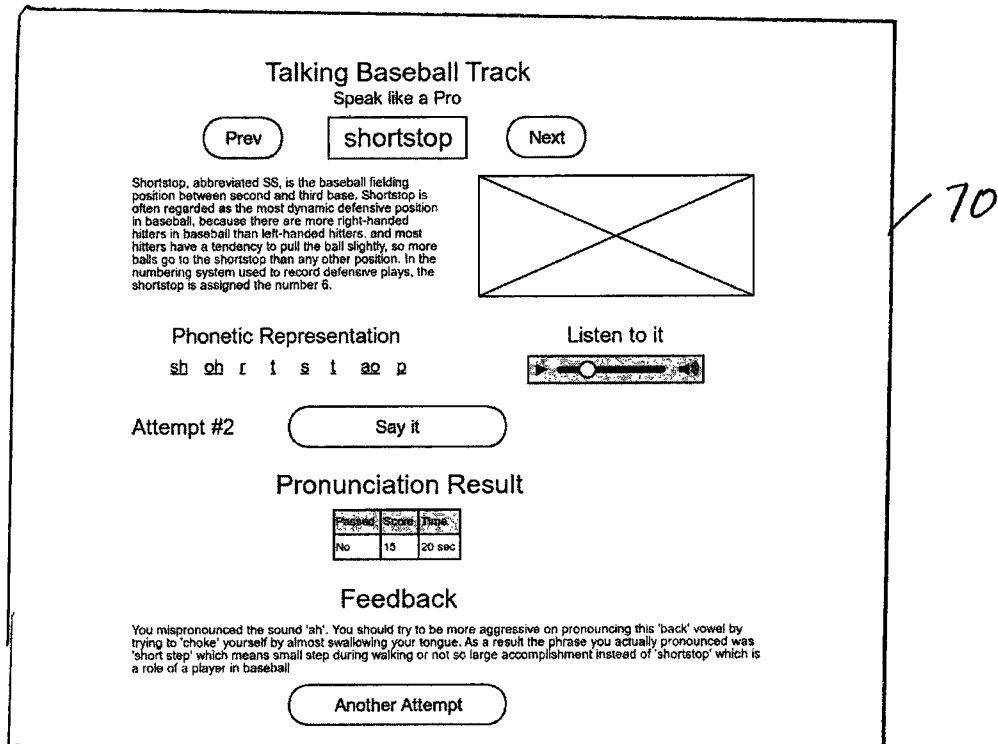 Talking Baseball Track
Speak like a Pro
Prev shortstop Next
Shortstop, abbreviated SS, is the baseball fielding
position between second and third base. Shortstop is
often regarded as the most dynamic defensive position
in baseball, because there are more right-handed
hitters in baseball than left-handed hitters. and most
hitters have a tendency to pull the ball slightly, so more
balls go to the shortstop than any other position. In the
numbering system used to record defensive plays, the
shortstop is assigned the number 6.
70
Phonetic Representation
sh oh r t s t ao p
Listen to it
Attempt #2 Say it
Pronunciation Result
Passed Score Time
No 15 20 sec
Feedback
You mispronounced the sound 'ah'. You should try to be more aggressive on pronouncing this 'back' vowel by
trying to 'choke' yourself by almost swallowing your tongue. As a result the phrase you actually pronounced was
'short step' which means small step during walking or not so large accomplishment instead of 'shortstop' which is
a role of a player in baseball
Another Attempt